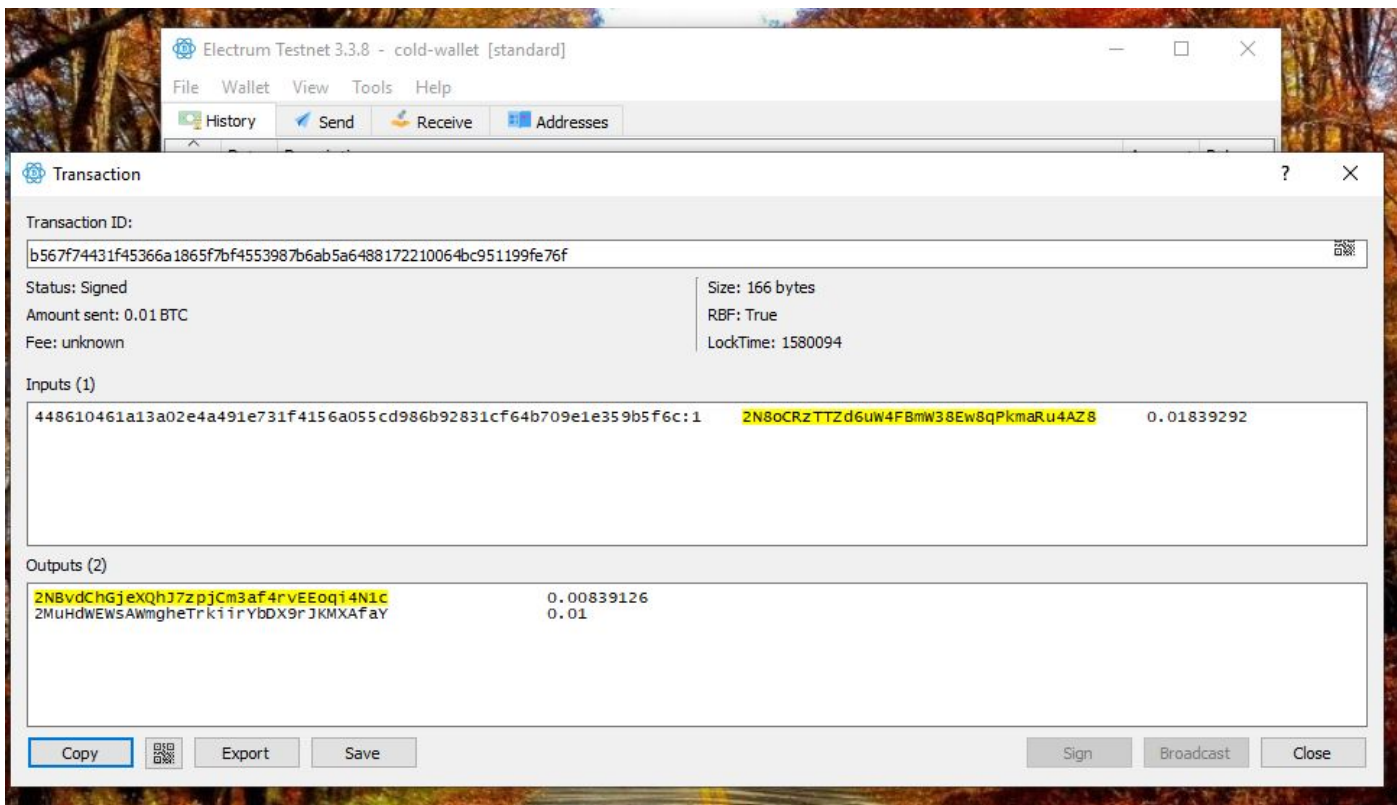 Electrum Testnet 3.3.8 - cold-wallet [standard]
File Wallet View Tools Help
History Send Receive Addresses
Transaction
Transaction ID:
b567f74431f45366a1865f7bf4553987b6ab5a6488172210064bc951199fe76f
Status: Signed
Size: 166 bytes
Amount sent: 0.01 BTC
RBF: True
Fee: unknown
LockTime: 1580094
Inputs (1)
448610461a13a02e4a491e731f4156a055cd986b92831cf64b709e1e359b5f6c:1 2N8oCRzTTZd6uW4FBmW38Ew8qPkmaRu4AZ8 0.01839292
Outputs (2)
2NBvdChGjeXQhJ7zpjCm3af4rvEEoqi4N1c 0.00839126
2MuHdWEWsAWmgheTrkiirYbDX9rJKMXAfaY 0.01
Copy Export Save Sign Broadcast Close